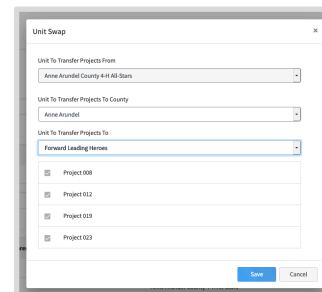 Unit Swap
×
Unit To Transfer Projects From
Anne Arundel County 4-H All-Stars
Unit To Transfer Projects To County
Anne Arundel
Unit To Transfer Projects To
Forward Leading Heroes
Project 008
Project 012
Project 019
Project 023
Save
Cancel